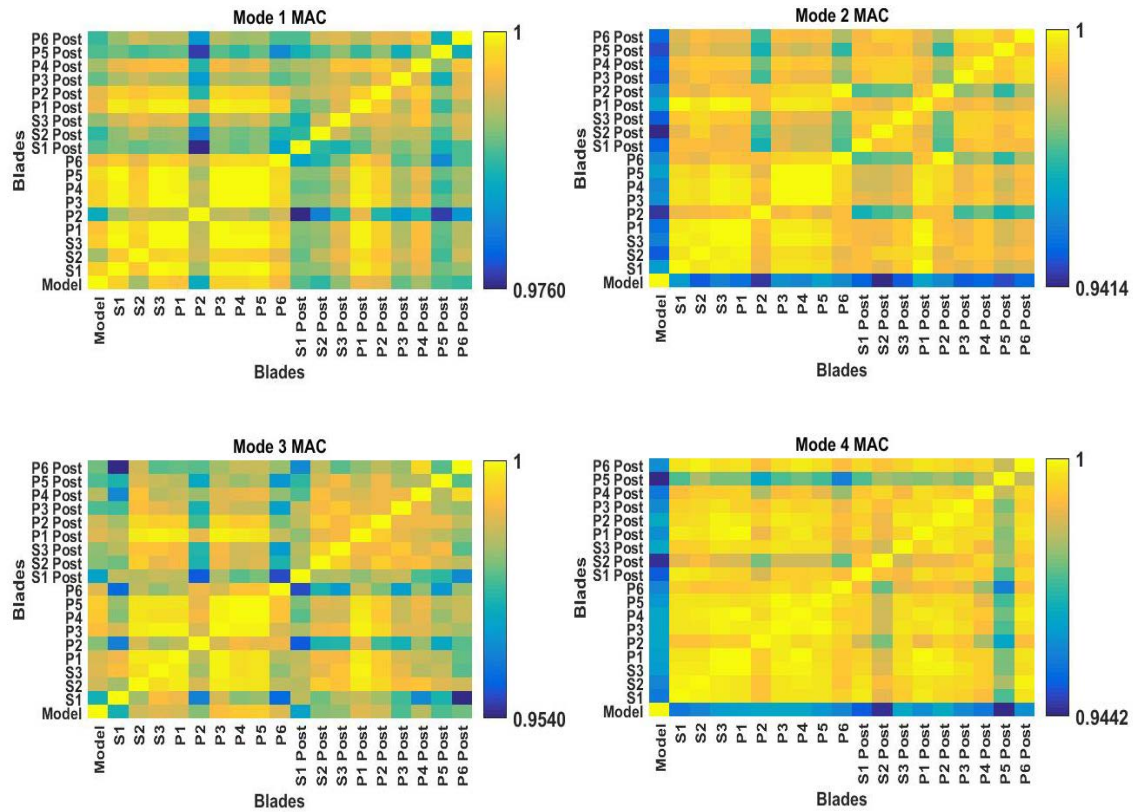 Mode 1 MAC
Blades
P6 Post
P5 Post
P4 Post
P3 Post
P2 Post
P1 Post
S3 Post
S2 Post
S1 Post
P6
P5
P4
P3
P2
P1
S3
S2
S1
Model
1
0.9760
Model S1 S2 S3 P1 P2 P3 P4 P5 P6 S1 Post S2 Post S3 Post P1 Post P2 Post P3 Post P4 Post P5 Post P6 Post
Blades
Mode 2 MAC
Blades
P6 Post
P5 Post
P4 Post
P3 Post
P2 Post
P1 Post
S3 Post
S2 Post
S1 Post
P6
P5
P4
P3
P2
P1
S3
S2
S1
Model
1
0.9414
Model S1 S2 S3 P1 P2 P3 P4 P5 P6 S1 Post S2 Post S3 Post P1 Post P2 Post P3 Post P4 Post P5 Post P6 Post
Blades
Mode 3 MAC
Blades
P6 Post
P5 Post
P4 Post
P3 Post
P2 Post
P1 Post
S3 Post
S2 Post
S1 Post
P6
P5
P4
P3
P2
P1
S3
S2
S1
Model
1
0.9540
Model S1 S2 S3 P1 P2 P3 P4 P5 P6 S1 Post S2 Post S3 Post P1 Post P2 Post P3 Post P4 Post P5 Post P6 Post
Blades
Mode 4 MAC
Blades
P6 Post
P5 Post
P4 Post
P3 Post
P2 Post
P1 Post
S3 Post
S2 Post
S1 Post
P6
P5
P4
P3
P2
P1
S3
S2
S1
Model
1
0.9442
Model S1 S2 S3 P1 P2 P3 P4 P5 P6 S1 Post S2 Post S3 Post P1 Post P2 Post P3 Post P4 Post P5 Post P6 Post
Blades